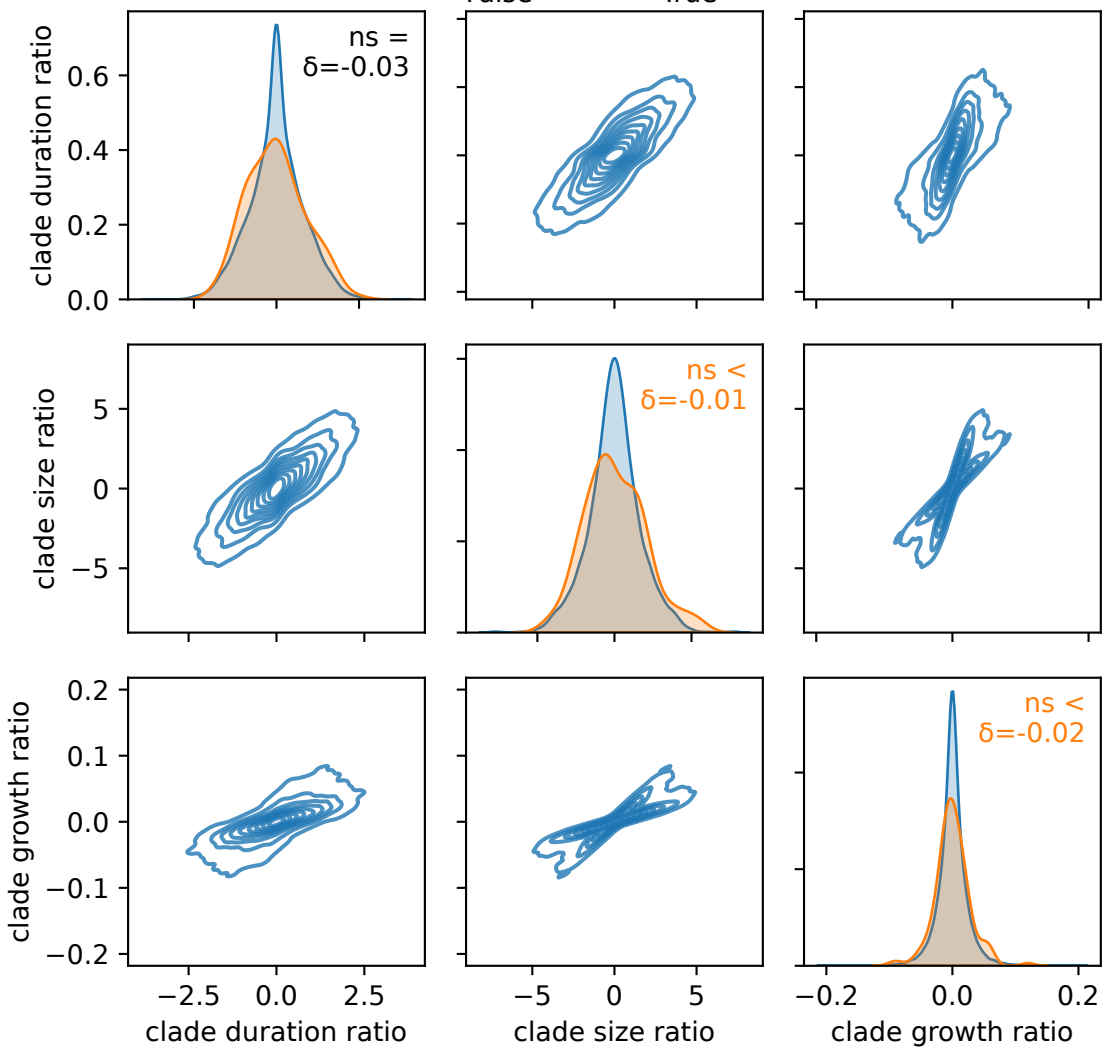 clade duration ratio
0.6
0.4
0.2
0.0
ns =
δ=-0.03
clade size ratio
5
0
−5
ns <
δ=-0.01
clade growth ratio
0.2
0.1
0.0
−0.1
−0.2
ns <
δ=-0.02
−2.5 0.0 2.5
−5 0 5
−0.2 0.0 0.2
clade duration ratio
clade size ratio
clade growth ratio